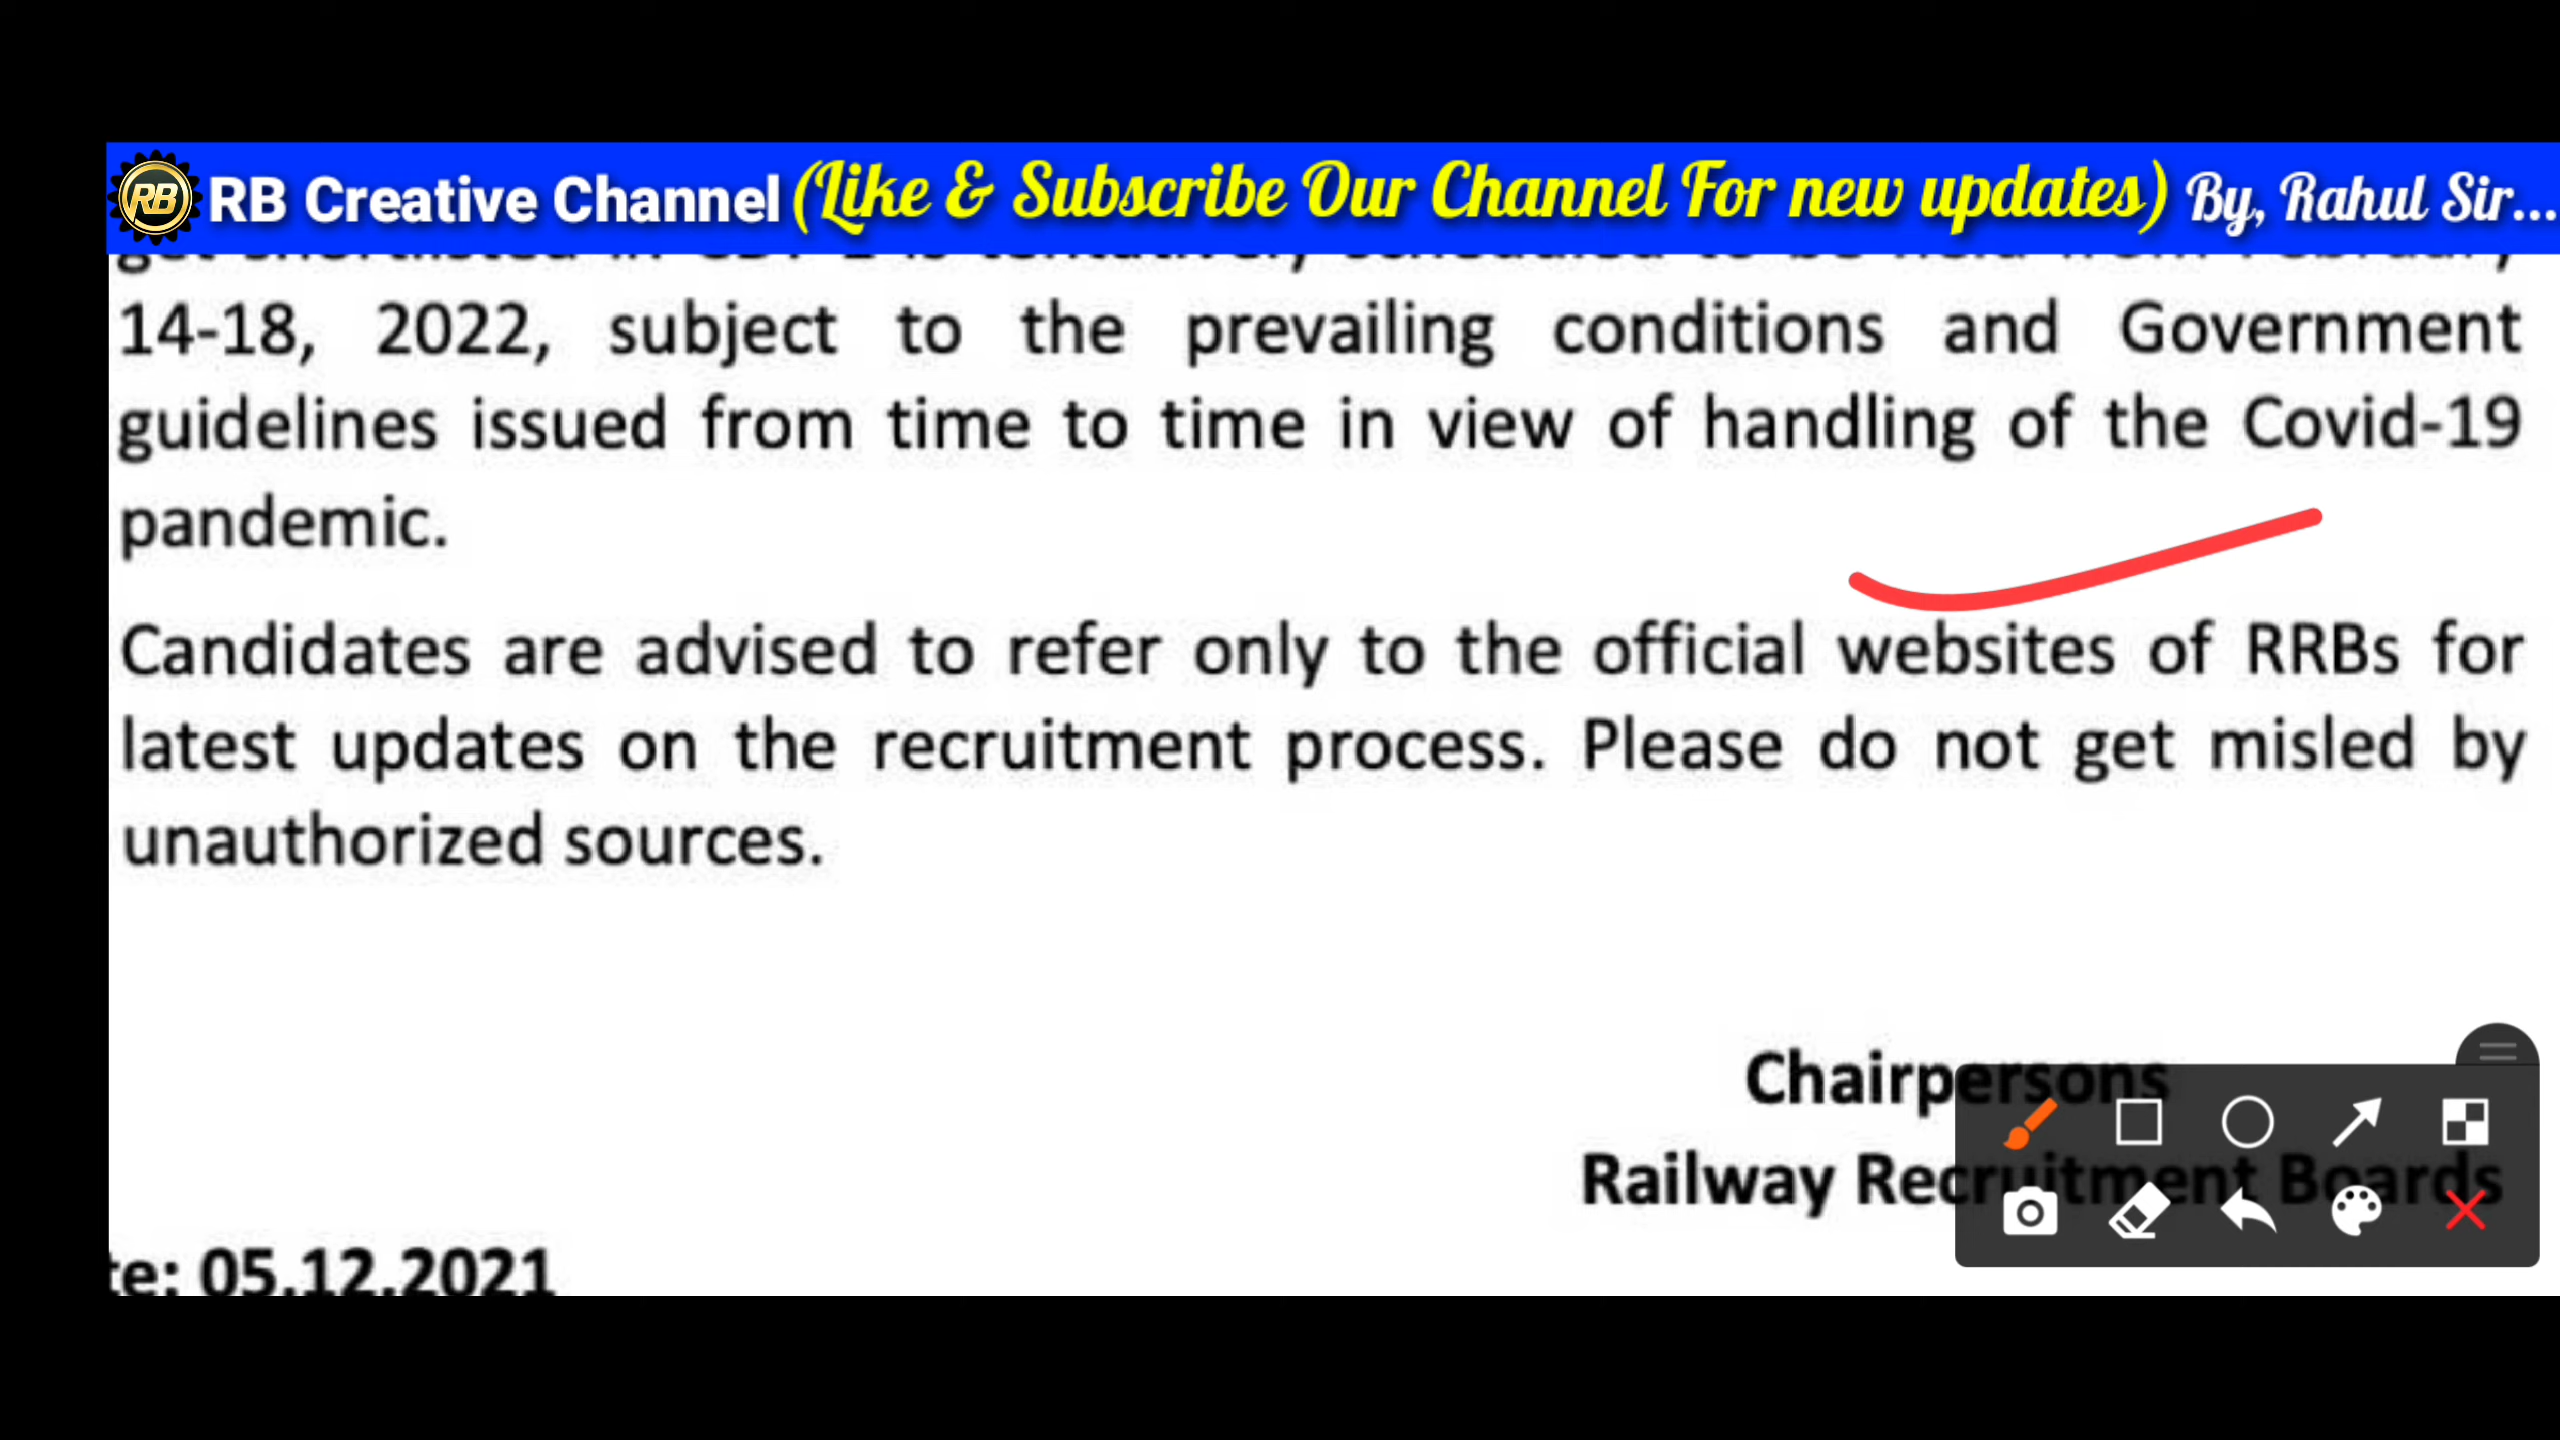 RB RB Creative Channel (Like & Subscribe Our Channel For new updates) By, Rahul Sir...
14-18, 2022, subject to the prevailing conditions and Government
guidelines issued from time to time in view of handling of the Covid-19
pandemic.
Candidates are advised to refer only to the official websites of RRBs for
latest updates on the recruitment process. Please do not get misled by
unauthorized sources.
Chairpersons
Railway Recruitment Boards
te: 05.12.2021